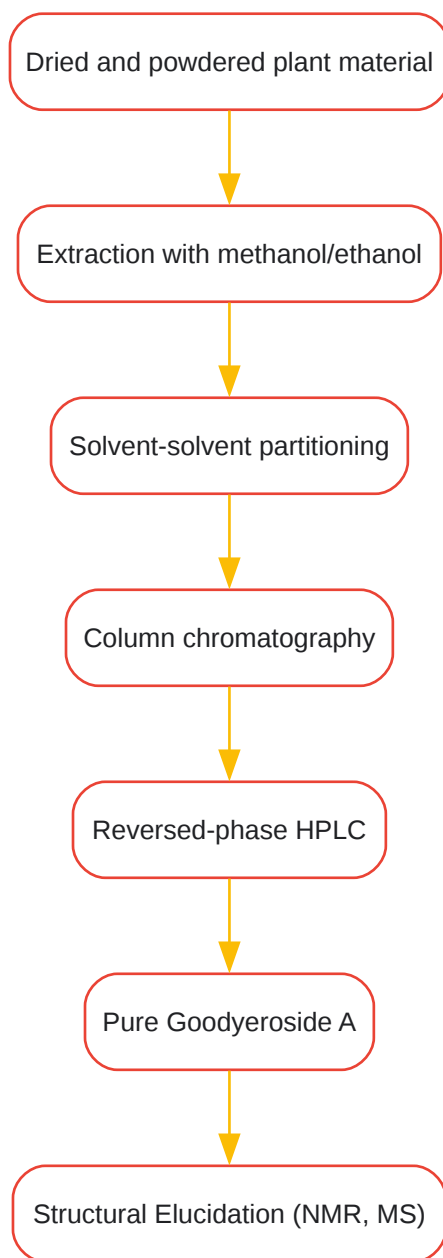 Dried and powdered plant material
Extraction with methanol/ethanol
Solvent-solvent partitioning
Column chromatography
Reversed-phase HPLC
Pure Goodyeroside A
Structural Elucidation (NMR, MS)